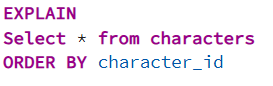 EXPLAIN
Select * from characters
ORDER BY character_id